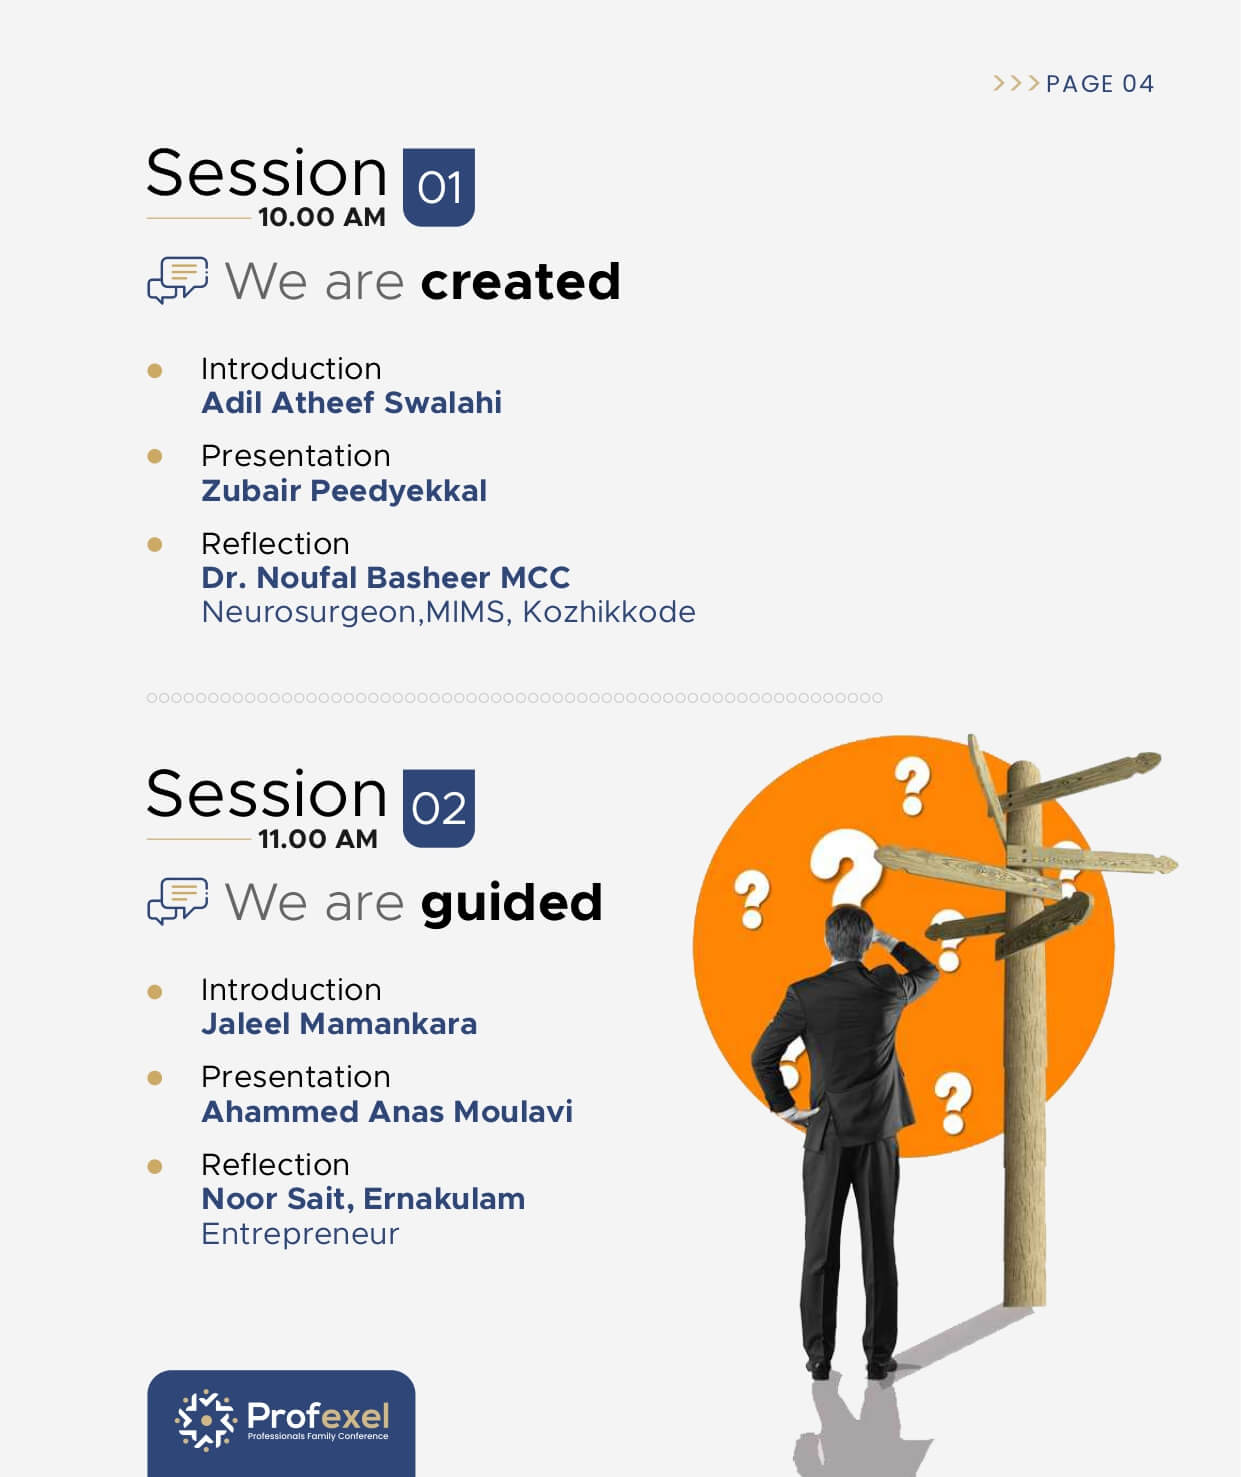 >>> PAGE 04
Session 01
10.00 AM
We are created
Introduction
Adil Atheef Swalahi
Presentation
Zubair Peedyekkal
Reflection
Dr. Noufal Basheer MCC
Neurosurgeon,MIMS, Kozhikkode
Session 02
11.00 AM
We are guided
Introduction
Jaleel Mamankara
Presentation
Ahammed Anas Moulavi
Reflection
Noor Sait, Ernakulam
Entrepreneur
? ? ? ? ? ? ?
Profexel
Professionals Family Conference